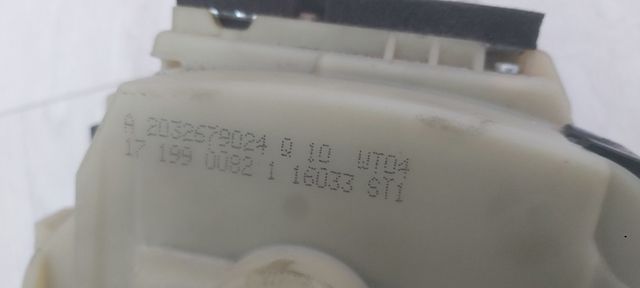 A 2032679024 Q 10 WT04
17 199 0082 1 16033 ST1